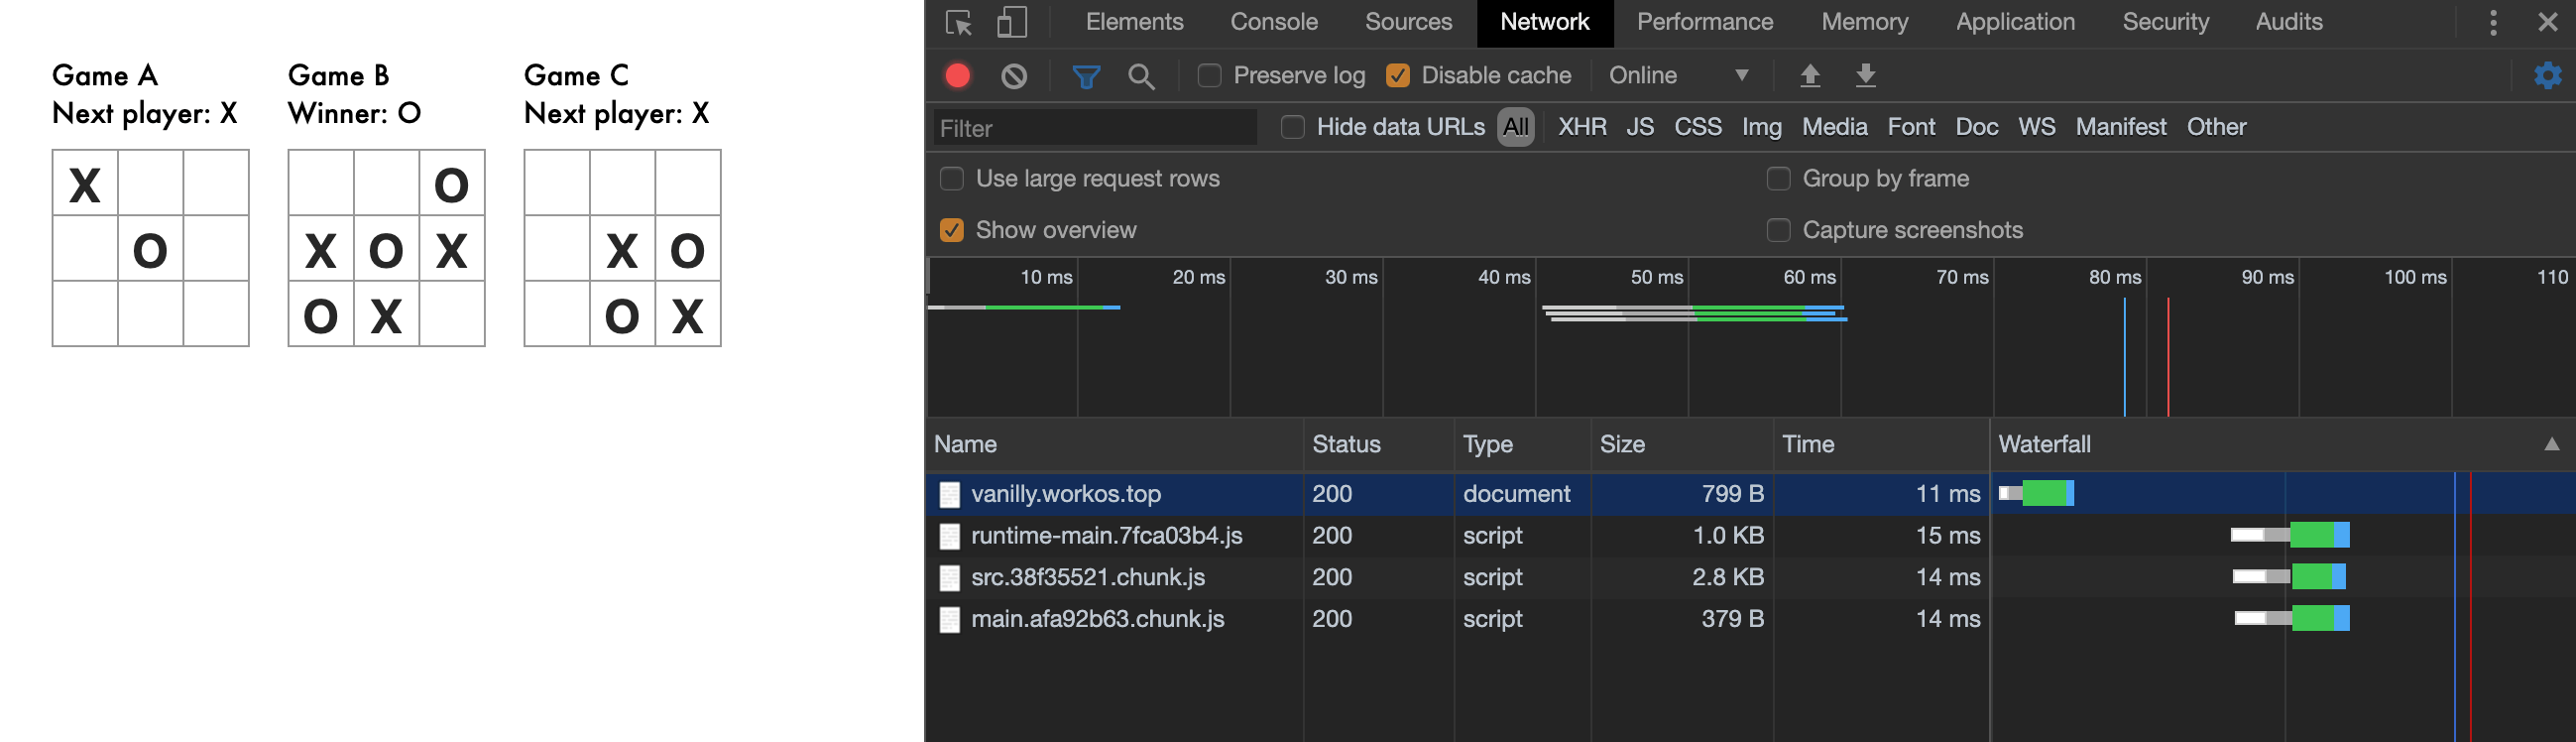 Game A
Next player: X
X
O
Game B
Winner: O
O
X O X
O X
Game C
Next player: X
X O
O X
Elements Console Sources Network Performance Memory Application Security Audits
Preserve log Disable cache Online
Filter Hide data URLs All XHR JS CSS Img Media Font Doc WS Manifest Other
Use large request rows Group by frame
Show overview Capture screenshots
10 ms 20 ms 30 ms 40 ms 50 ms 60 ms 70 ms 80 ms 90 ms 100 ms 110
Name Status Type Size Time Waterfall
vanilly.workos.top 200 document 799 B 11 ms
runtime-main.7fca03b4.js 200 script 1.0 KB 15 ms
src.38f35521.chunk.js 200 script 2.8 KB 14 ms
main.afa92b63.chunk.js 200 script 379 B 14 ms